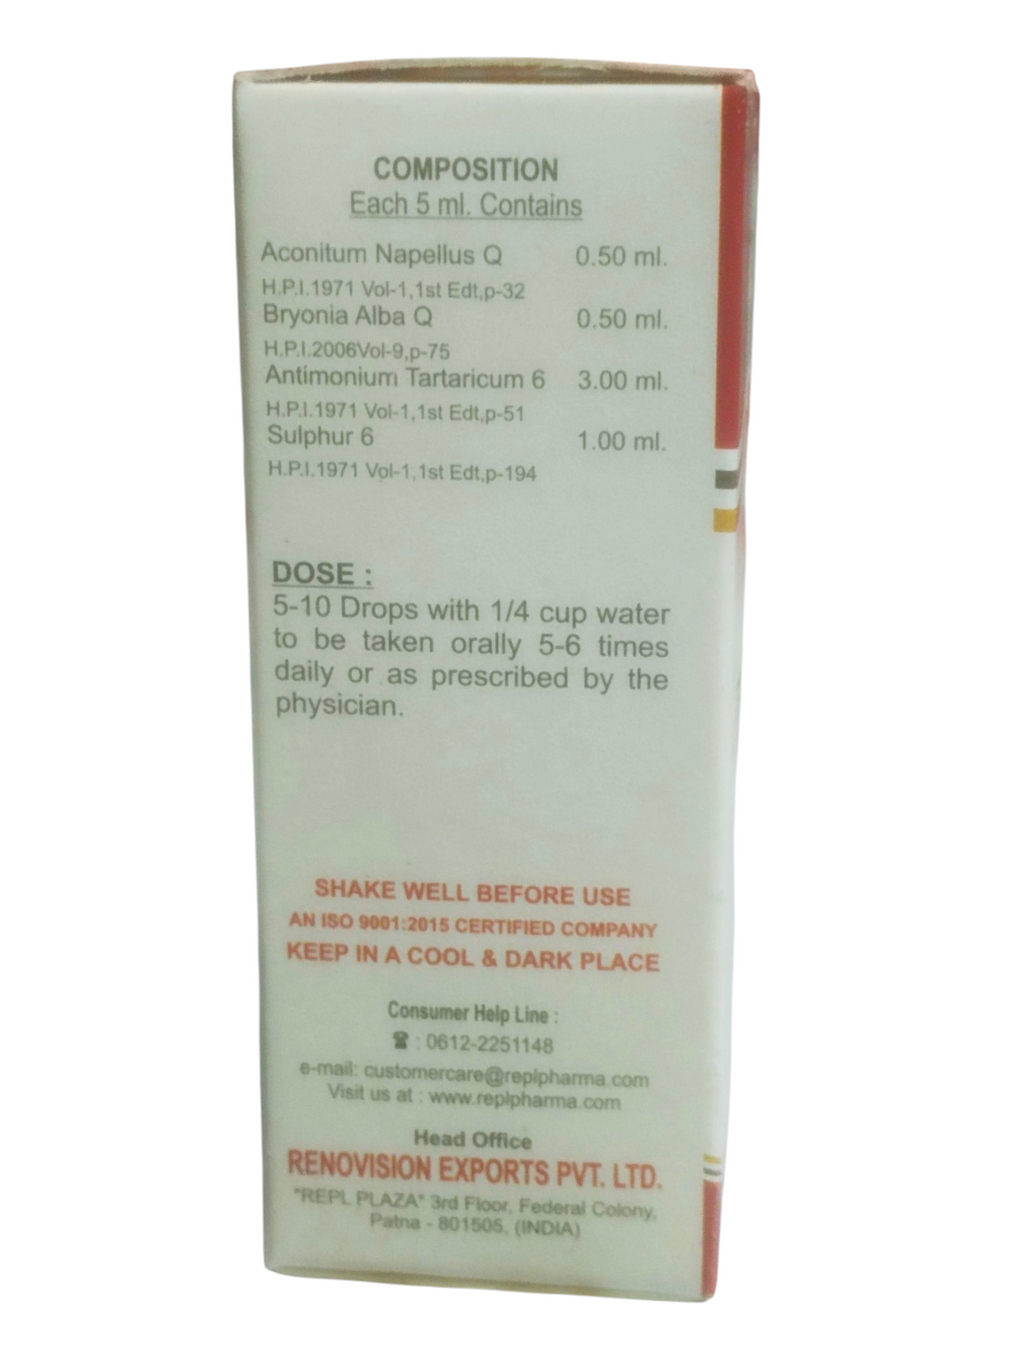 COMPOSITION
Each 5 ml. Contains
Aconitum Napellus Q 0.50 ml.
H.P.I.1971 Vol-1,1st Edt,p-32
Bryonia Alba Q 0.50 ml.
H.P.I.2006Vol-9,p-75
Antimonium Tartaricum 6 3.00 ml.
H.P.I.1971 Vol-1,1st Edt,p-51
Sulphur 6 1.00 ml.
H.P.I.1971 Vol-1,1st Edt,p-194
DOSE :
5-10 Drops with 1/4 cup water
to be taken orally 5-6 times
daily or as prescribed by the
physician.
SHAKE WELL BEFORE USE
AN ISO 9001:2015 CERTIFIED COMPANY
KEEP IN A COOL & DARK PLACE
Consumer Help Line :
☎ : 0612-2251148
e-mail: customercare@replpharma.com
Visit us at : www.replpharma.com
Head Office
RENOVISION EXPORTS PVT. LTD.
"REPL PLAZA" 3rd Floor, Federal Colony,
Patna - 801505, (INDIA)